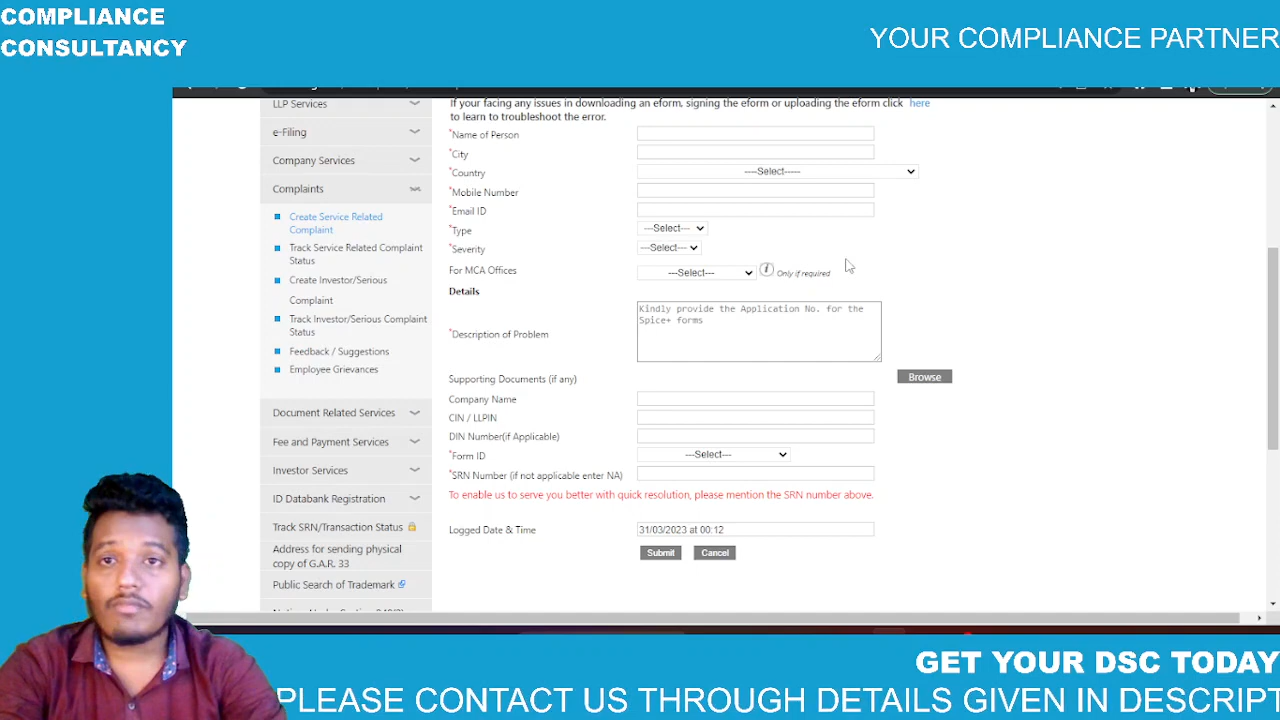 COMPLIANCE
CONSULTANCY
YOUR COMPLIANCE PARTNER
LLP Services
e-Filing
Company Services
Complaints
Create Service Related
Complaint
Track Service Related Complaint
Status
Create Investor/Serious
Complaint
Track Investor/Serious Complaint
Status
Feedback / Suggestions
Employee Grievances
Document Related Services
Fee and Payment Services
Investor Services
ID Databank Registration
Track SRN/Transaction Status
Address for sending physical
copy of G.A.R. 33
Public Search of Trademark
If your facing any issues in downloading an eform, signing the eform or uploading the eform click here
to learn to troubleshoot the error.
*Name of Person
*City
*Country ----Select-----
*Mobile Number
*Email ID
*Type ---Select---
*Severity ---Select---
For MCA Offices ---Select--- i Only if required
Details
*Description of Problem
Kindly provide the Application No. for the
Spice+ forms
Supporting Documents (if any) Browse
Company Name
CIN / LLPIN
DIN Number(if Applicable)
*Form ID ---Select---
*SRN Number (if not applicable enter NA)
To enable us to serve you better with quick resolution, please mention the SRN number above.
Logged Date & Time 31/03/2023 at 00:12
Submit Cancel
GET YOUR DSC TODAY
PLEASE CONTACT US THROUGH DETAILS GIVEN IN DESCRIPT